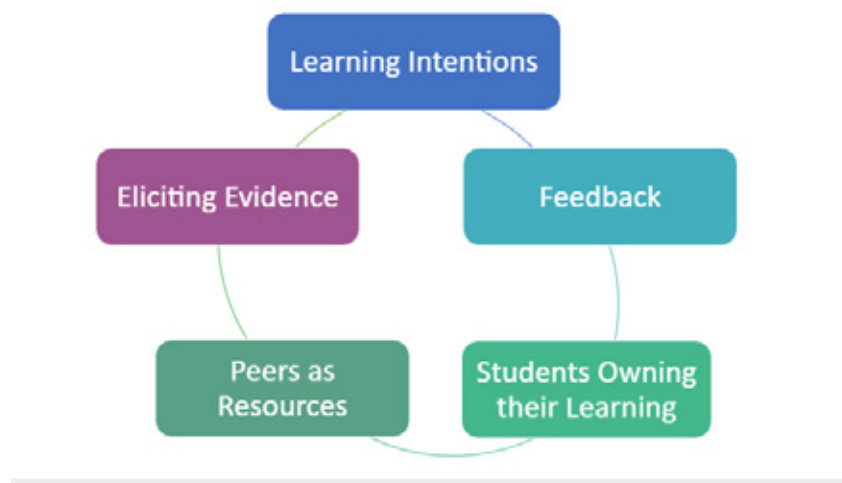 Learning Intentions
Eliciting Evidence
Feedback
Peers as
Resources
Students Owning
their Learning